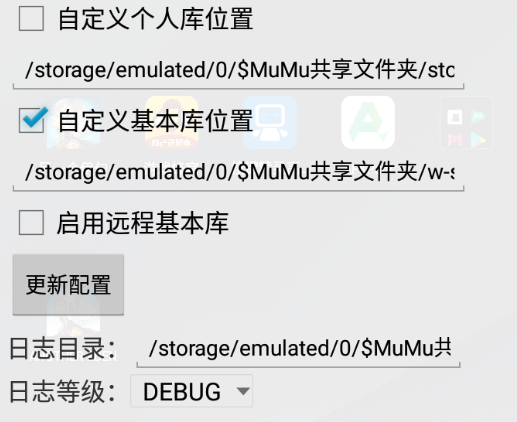 自定义个人库位置
/storage/emulated/0/$MuMu共享文件夹/stc
自定义基本库位置
/storage/emulated/0/$MuMu共享文件夹/w-s
启用远程基本库
更新配置
日志目录： /storage/emulated/0/$MuMu共
日志等级： DEBUG